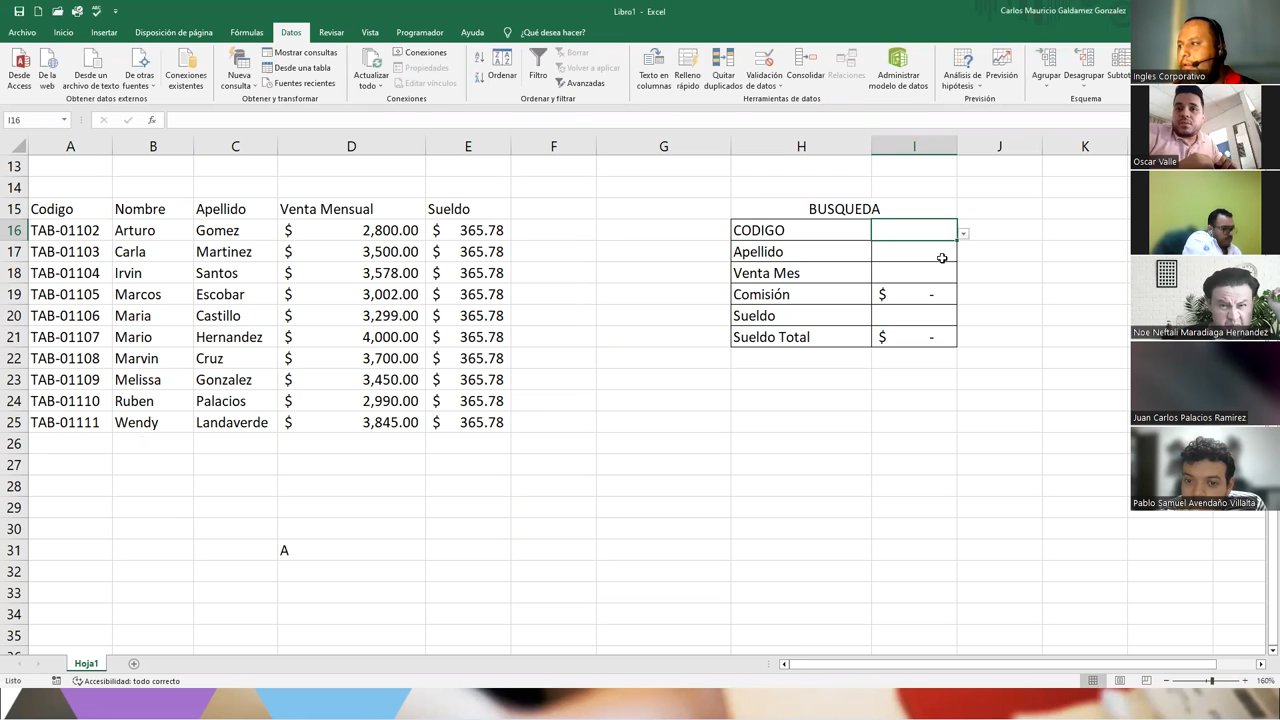 Libro1 - Excel
Carlos Mauricio Galdamez Gonzalez
Archivo Inicio Insertar Disposición de página Fórmulas Datos Revisar Vista Programador Ayuda ¿Qué desea hacer?
Desde Access
De la web
Desde un archivo de texto
De otras fuentes
Conexiones existentes
Obtener datos externos
Nueva consulta
Mostrar consultas
Desde una tabla
Fuentes recientes
Obtener y transformar
Actualizar todo
Conexiones
Propiedades
Editar vínculos
Conexiones
Ordenar
Filtro
Borrar
Volver a aplicar
Avanzadas
Ordenar y filtrar
Texto en columnas
Relleno rápido
Quitar duplicados
Validación de datos
Consolidar
Relaciones
Administrar modelo de datos
Herramientas de datos
Análisis de hipótesis
Previsión
Previsión
Agrupar
Desagrupar
Subtot
Esquema
I16 fx
A B C D E F G H I J K
13
14
15 Codigo Nombre Apellido Venta Mensual Sueldo BUSQUEDA
16 TAB-01102 Arturo Gomez $ 2,800.00 $ 365.78 CODIGO
17 TAB-01103 Carla Martinez $ 3,500.00 $ 365.78 Apellido
18 TAB-01104 Irvin Santos $ 3,578.00 $ 365.78 Venta Mes
19 TAB-01105 Marcos Escobar $ 3,002.00 $ 365.78 Comisión $ -
20 TAB-01106 Maria Castillo $ 3,299.00 $ 365.78 Sueldo
21 TAB-01107 Mario Hernandez $ 4,000.00 $ 365.78 Sueldo Total $ -
22 TAB-01108 Marvin Cruz $ 3,700.00 $ 365.78
23 TAB-01109 Melissa Gonzalez $ 3,450.00 $ 365.78
24 TAB-01110 Ruben Palacios $ 2,990.00 $ 365.78
25 TAB-01111 Wendy Landaverde $ 3,845.00 $ 365.78
26
27
28
29
30
31 A
32
33
34
35
Hoja1
Listo Accesibilidad: todo correcto 160%
Ingles Corporativo
Oscar Valle
Noe Neftali Maradiaga Hernandez
Juan Carlos Palacios Ramirez
Pablo Samuel Avendaño Villalta